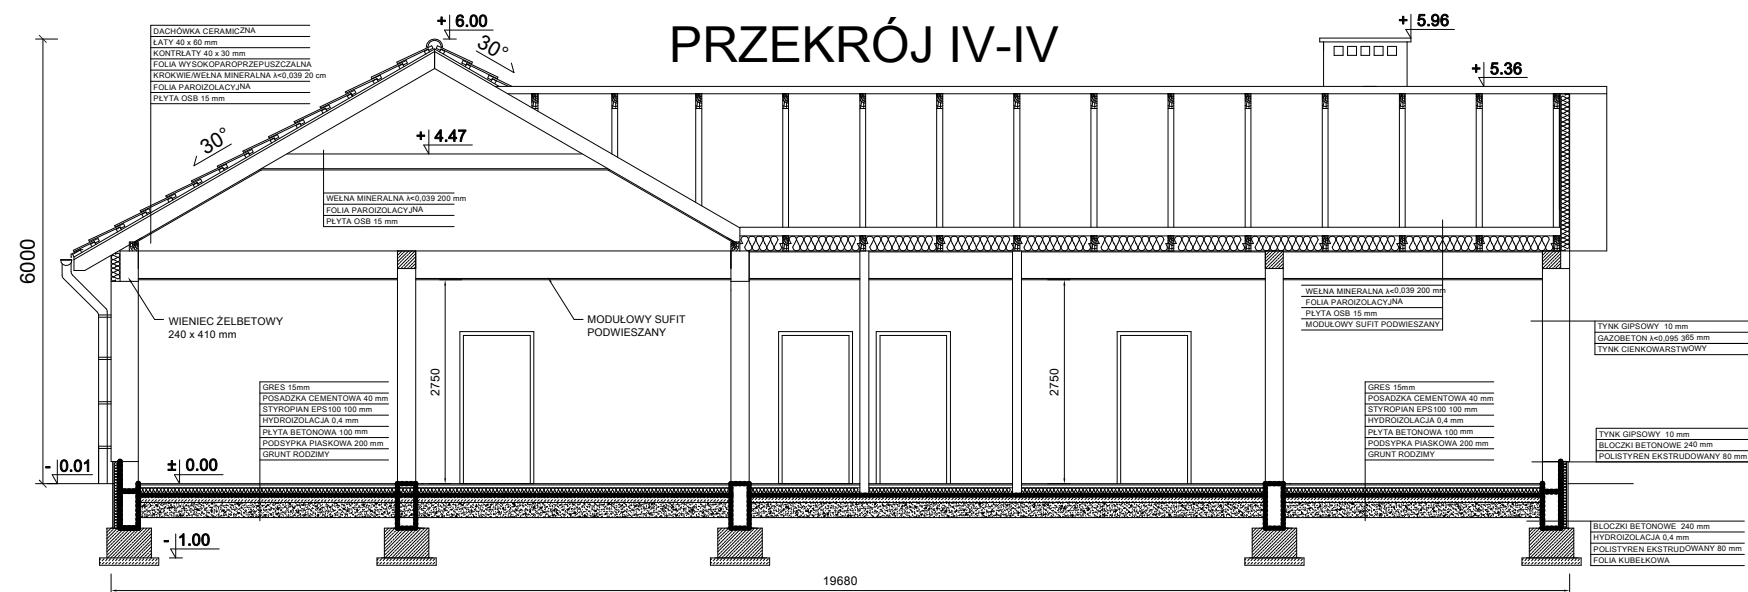 PRZEKRÓJ IV-IV
DACHÓWKA CERAMICZNA
ŁATY 40 x 60 mm
KONTRŁATY 40 x 30 mm
FOLIA WYSOKOPAROPRZEPUSZCZALNA
KROKWIE/WEŁNA MINERALNA λ<0,039 20 cm
FOLIA PAROIZOLACYJNA
PŁYTA OSB 15 mm
+ 6.00
30°
+ 5.96
+ 5.36
30°
+ 4.47
WEŁNA MINERALNA λ<0,039 200 mm
FOLIA PAROIZOLACYJNA
PŁYTA OSB 15 mm
6000
WIENIEC ŻELBETOWY
240 x 410 mm
MODUŁOWY SUFIT
PODWIESZANY
WEŁNA MINERALNA λ<0,039 200 mm
FOLIA PAROIZOLACYJNA
PŁYTA OSB 15 mm
MODUŁOWY SUFIT PODWIESZANY
TYNK GIPSOWY 10 mm
GAZOBETON λ<0,095 365 mm
TYNK CIENKOWARSTWOWY
GRES 15mm
POSADZKA CEMENTOWA 40 mm
STYROPIAN EPS100 100 mm
HYDROIZOLACJA 0,4 mm
PŁYTA BETONOWA 100 mm
PODSYPKA PIASKOWA 200 mm
GRUNT RODZIMY
2750
2750
GRES 15mm
POSADZKA CEMENTOWA 40 mm
STYROPIAN EPS100 100 mm
HYDROIZOLACJA 0,4 mm
PŁYTA BETONOWA 100 mm
PODSYPKA PIASKOWA 200 mm
GRUNT RODZIMY
TYNK GIPSOWY 10 mm
BLOCZKI BETONOWE 240 mm
POLISTYREN EKSTRUDOWANY 80 mm
- 0.01
± 0.00
- 1.00
BLOCZKI BETONOWE 240 mm
HYDROIZOLACJA 0,4 mm
POLISTYREN EKSTRUDOWANY 80 mm
FOLIA KUBEŁKOWA
19680